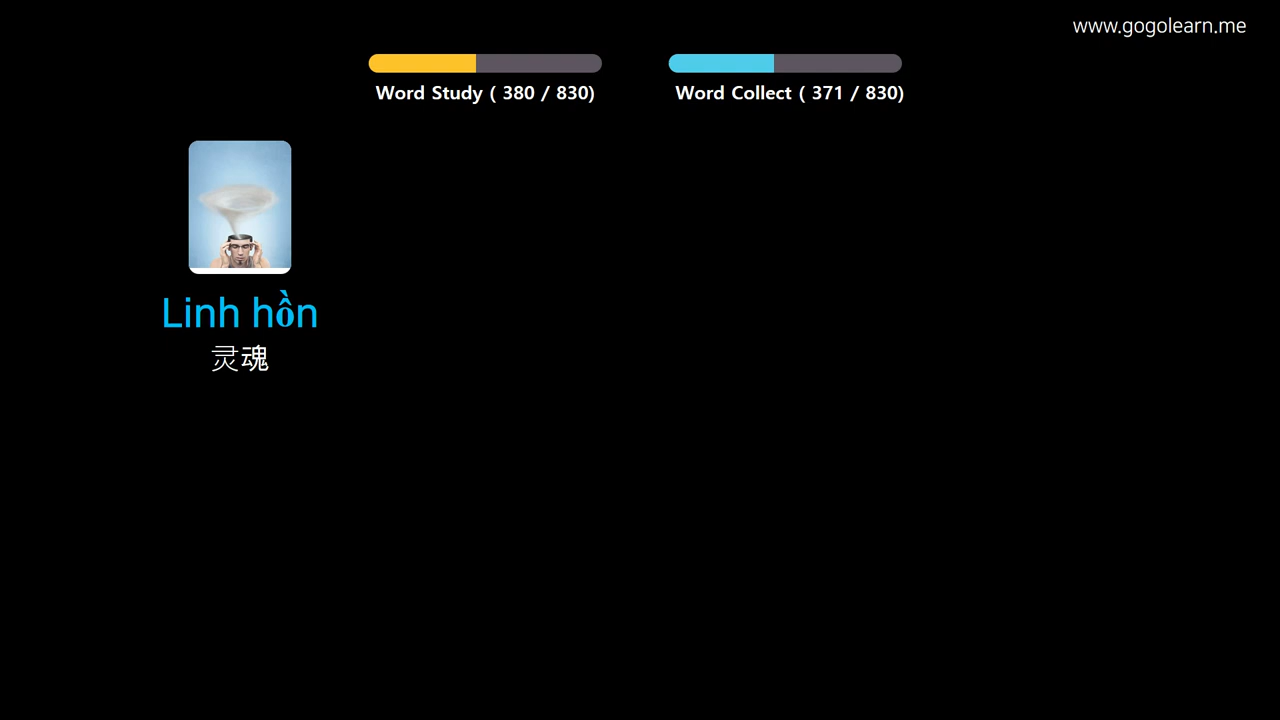 www.gogolearn.me
Word Study ( 380 / 830)
Word Collect ( 371 / 830)
Linh hồn
灵魂